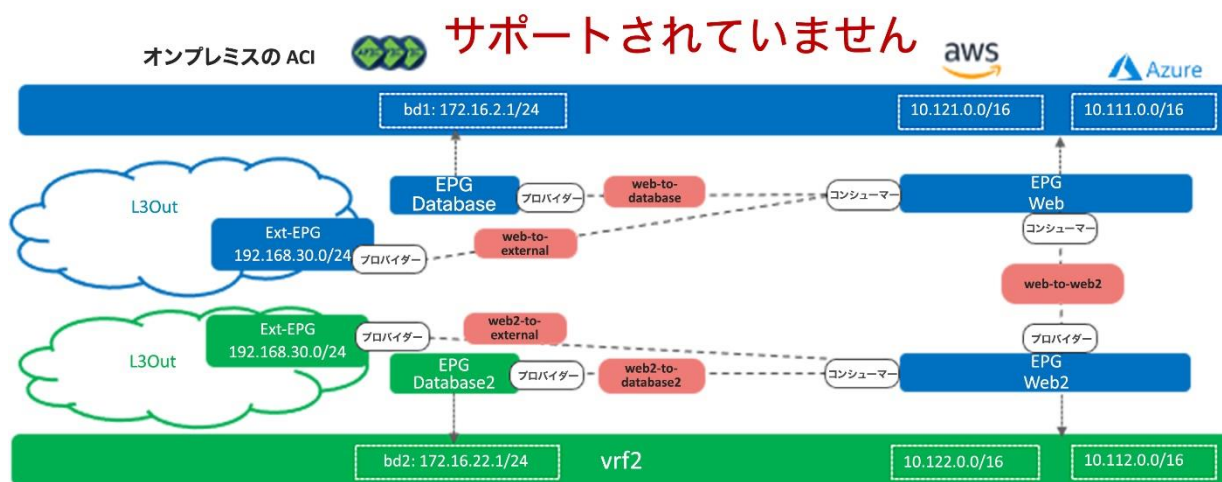 サポートされていません
オンプレミスの ACI
aws
Azure
bd1: 172.16.2.1/24
10.121.0.0/16
10.111.0.0/16
L3Out
EPG
Database
プロバイダー
web-to-
database
コンシューマー
EPG
Web
コンシューマー
Ext-EPG
192.168.30.0/24
プロバイダー
web-to-
external
web-to-web2
L3Out
Ext-EPG
192.168.30.0/24
プロバイダー
web2-to-
external
プロバイダー
EPG
Database2
プロバイダー
web2-to-
database2
コンシューマー
EPG
Web2
bd2: 172.16.22.1/24
vrf2
10.122.0.0/16
10.112.0.0/16